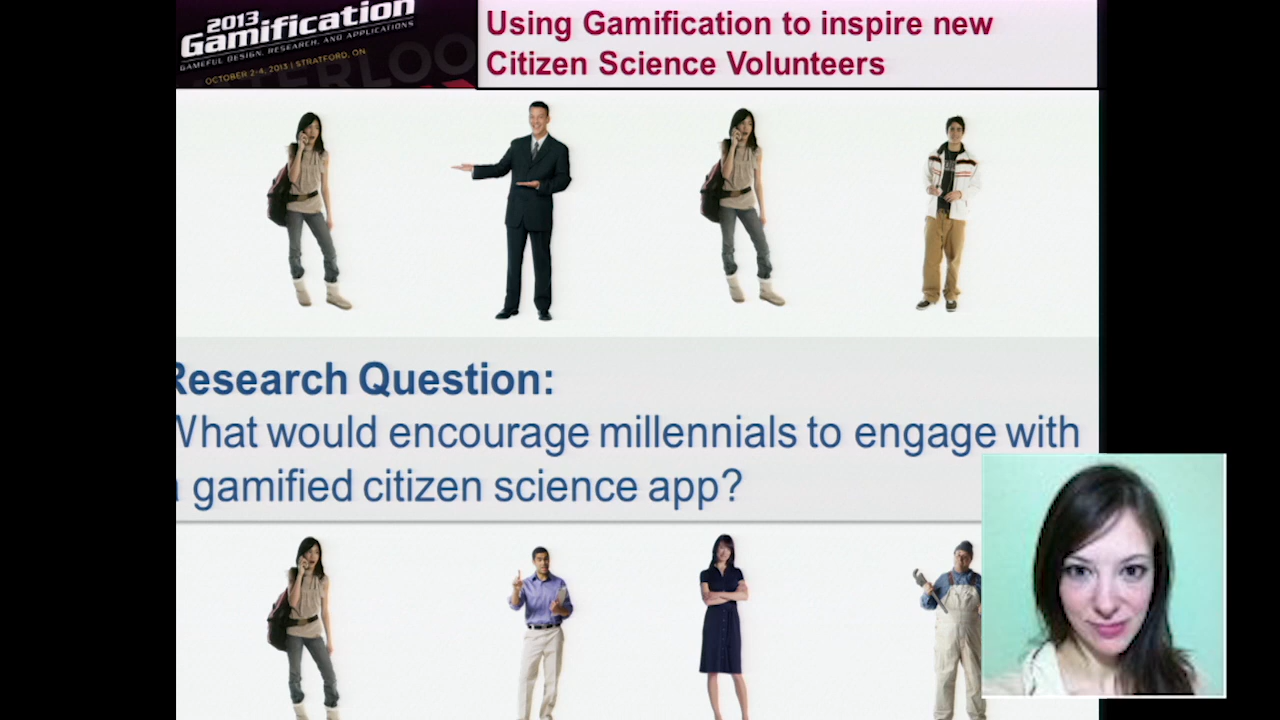 2013
Gamification
GAMEFUL DESIGN, RESEARCH, AND APPLICATIONS
OCTOBER 2-4, 2013 | STRATFORD, ON
Using Gamification to inspire new
Citizen Science Volunteers
Research Question:
What would encourage millennials to engage with
a gamified citizen science app?